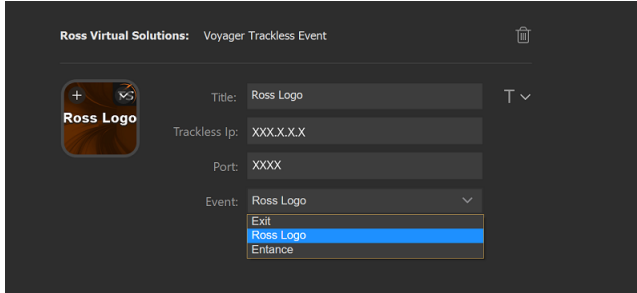 Ross Virtual Solutions: Voyager Trackless Event
Ross Logo
Title: Ross Logo
T
Trackless Ip: XXX.X.X.X
Port: XXXX
Event: Ross Logo
Exit
Ross Logo
Entance